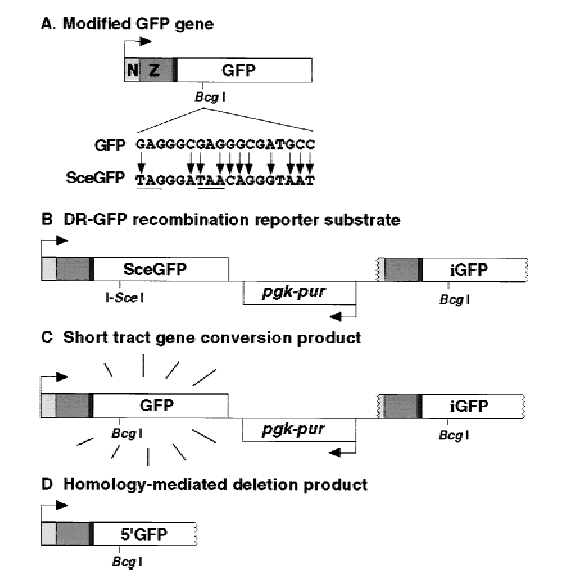 A. Modified GFP gene
N Z GFP
Bcg I
GFP GAGGGCGAGGGCGATGCC
SceGFP TAGGGATAACAGGGTAAT
B DR-GFP recombination reporter substrate
SceGFP iGFP
I-Sce I pgk-pur Bcg I
C Short tract gene conversion product
GFP iGFP
Bcg I pgk-pur Bcg I
D Homology-mediated deletion product
5'GFP
Bcg I